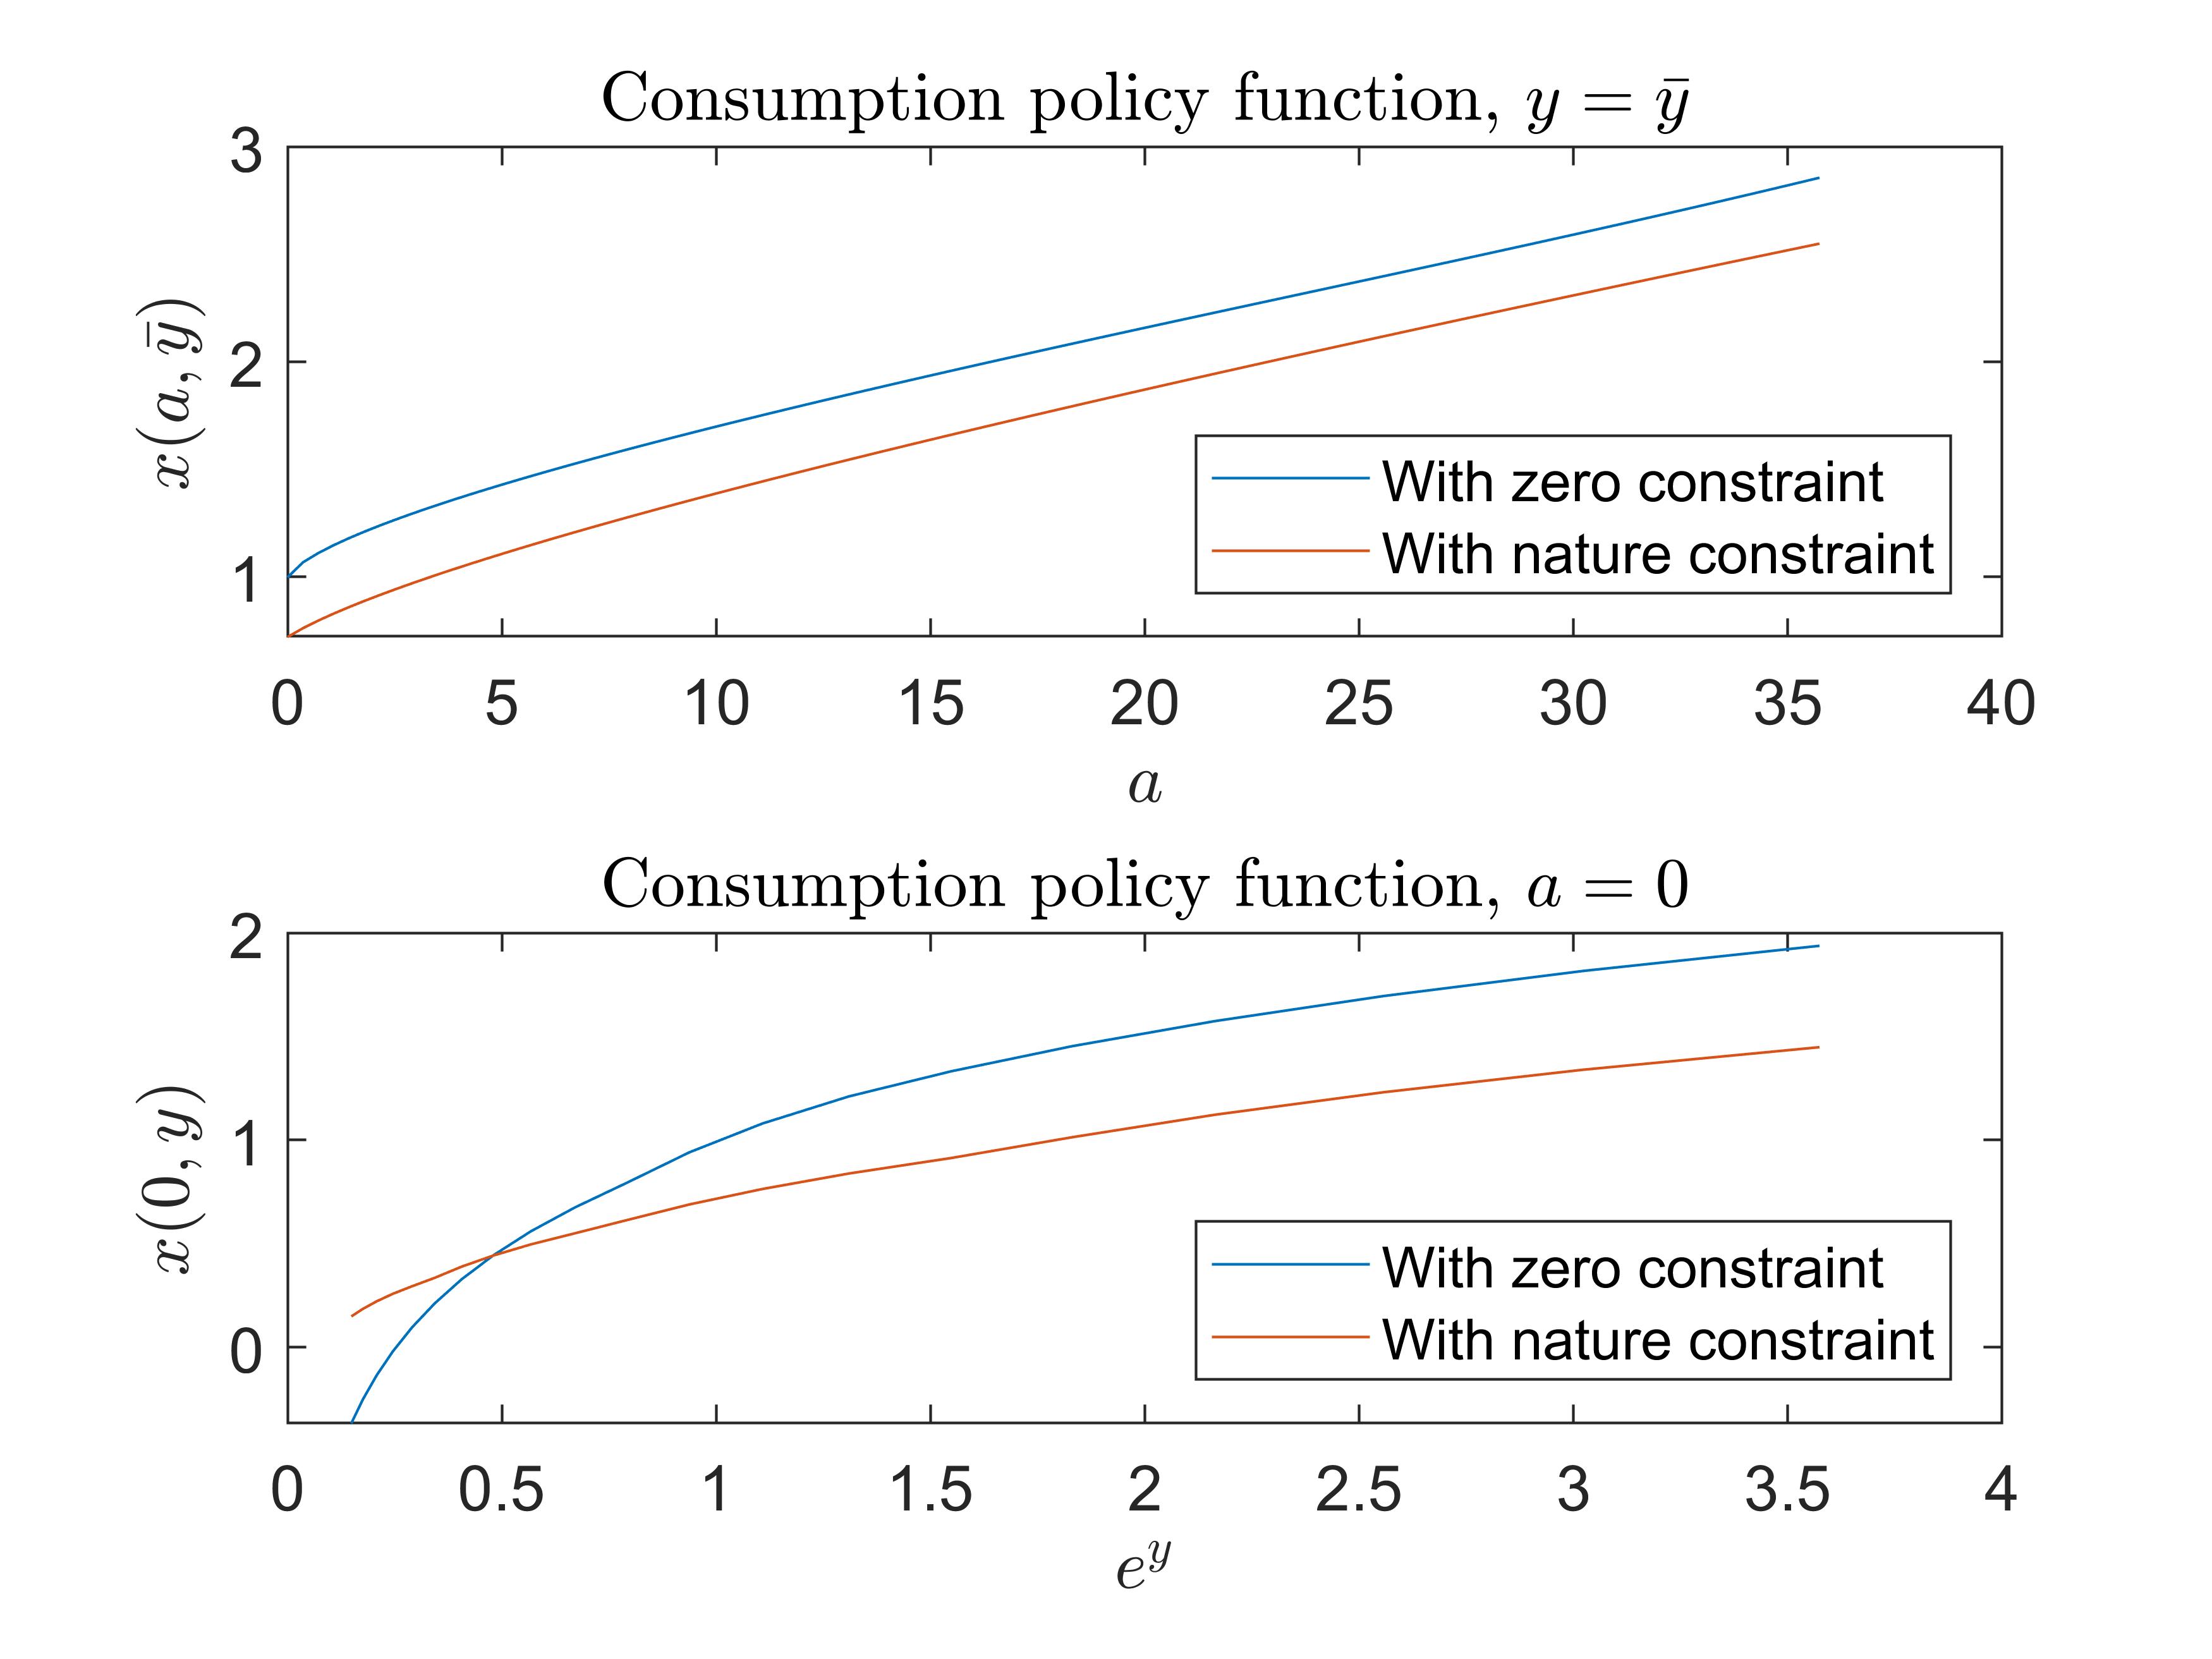 Consumption policy function, y = ȳ
3
2
1
x(a, ȳ)
With zero constraint
With nature constraint
0 5 10 15 20 25 30 35 40
a
Consumption policy function, a = 0
2
1
0
x(0, y)
With zero constraint
With nature constraint
0 0.5 1 1.5 2 2.5 3 3.5 4
e^y